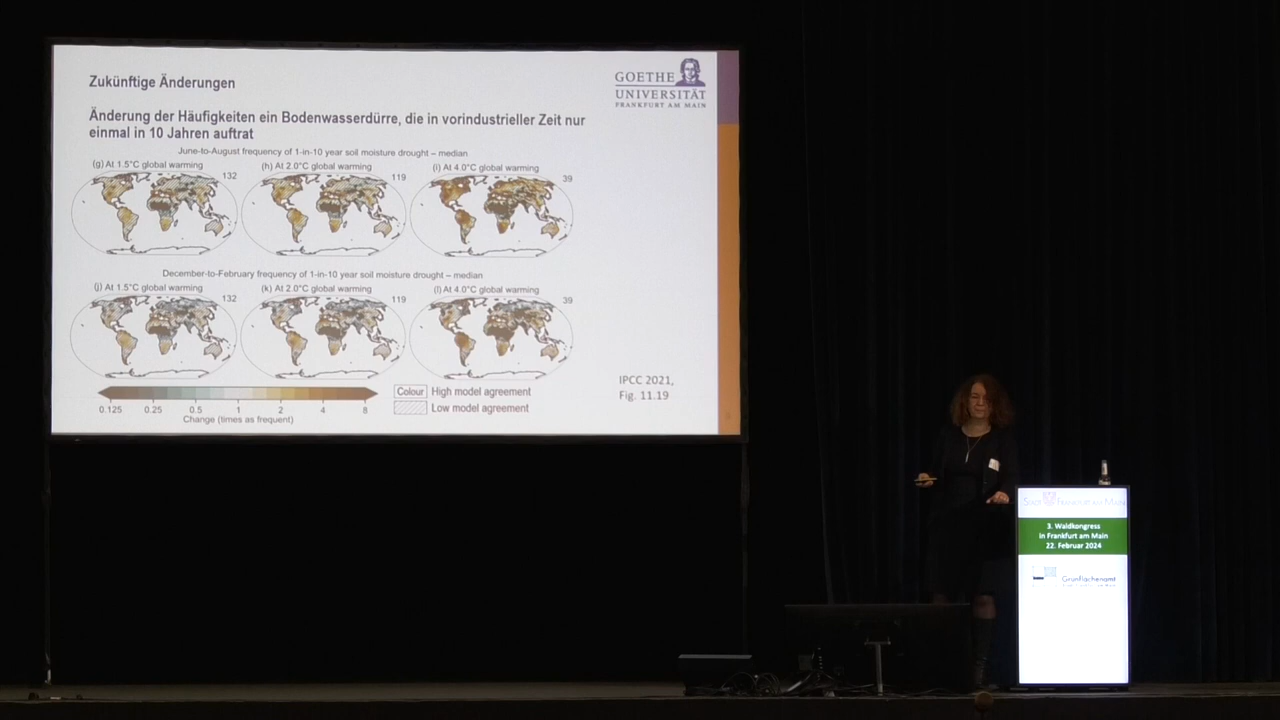 Zukünftige Änderungen
GOETHE
UNIVERSITÄT
FRANKFURT AM MAIN
Änderung der Häufigkeiten ein Bodenwasserdürre, die in vorindustrieller Zeit nur
einmal in 10 Jahren auftrat
June-to-August frequency of 1-in-10 year soil moisture drought – median
(g) At 1.5°C global warming
132
(h) At 2.0°C global warming
119
(i) At 4.0°C global warming
39
December-to-February frequency of 1-in-10 year soil moisture drought – median
(j) At 1.5°C global warming
132
(k) At 2.0°C global warming
119
(l) At 4.0°C global warming
39
0.125 0.25 0.5 1 2 4 8
Change (times as frequent)
Colour High model agreement
Low model agreement
IPCC 2021,
Fig. 11.19
3. Waldkongress
in Frankfurt am Main
22. Februar 2024
Grünflächenamt